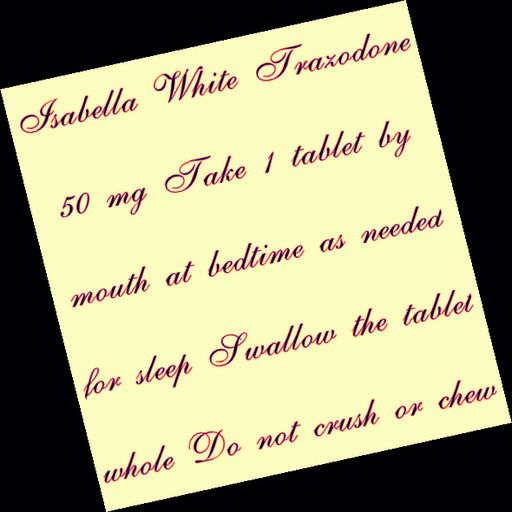 Isabella White Trazodone
50 mg Take 1 tablet by
mouth at bedtime as needed
for sleep Swallow the tablet
whole Do not crush or chew